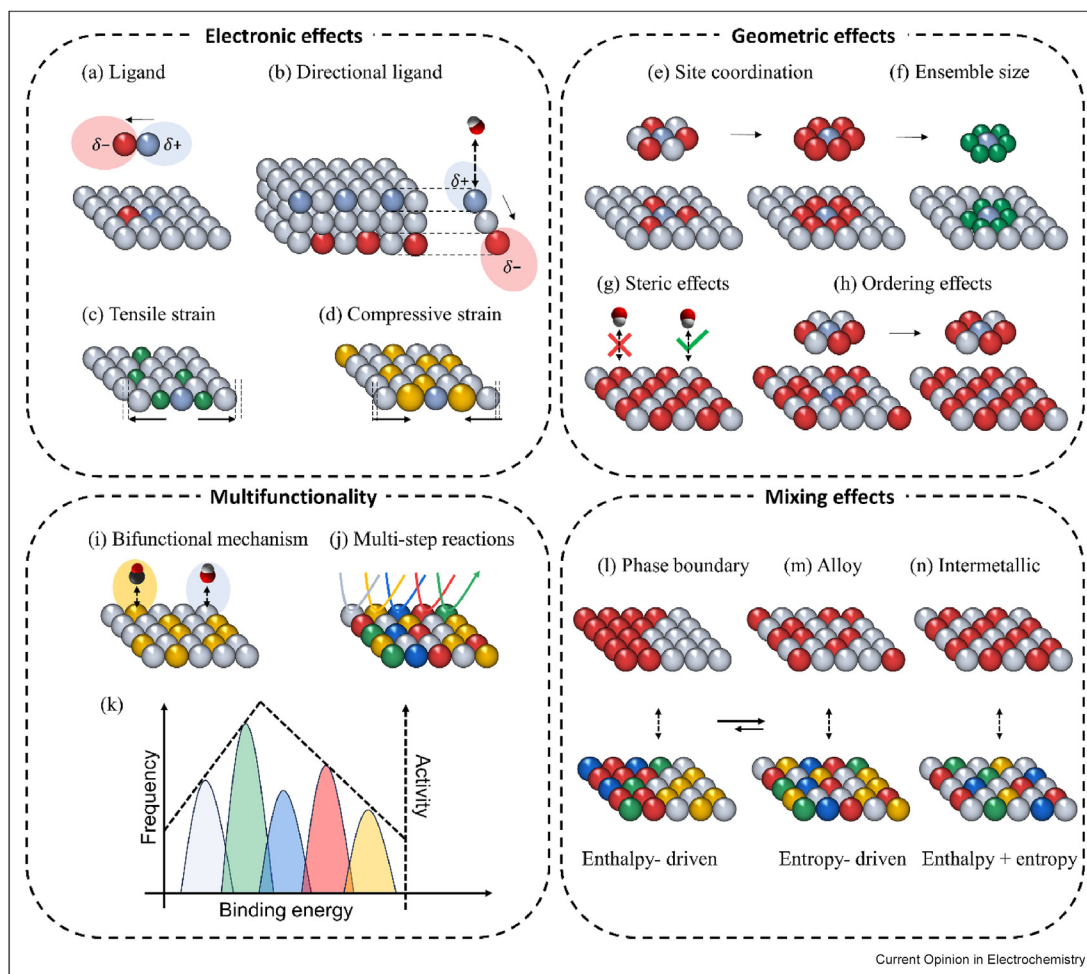 Electronic effects
(a) Ligand
(b) Directional ligand
δ−
δ+
δ+
δ−
(c) Tensile strain
(d) Compressive strain
Geometric effects
(e) Site coordination
(f) Ensemble size
(g) Steric effects
(h) Ordering effects
Multifunctionality
(i) Bifunctional mechanism
(j) Multi-step reactions
(k)
Frequency
Activity
Binding energy
Mixing effects
(l) Phase boundary
(m) Alloy
(n) Intermetallic
Enthalpy- driven
Entropy- driven
Enthalpy + entropy
Current Opinion in Electrochemistry